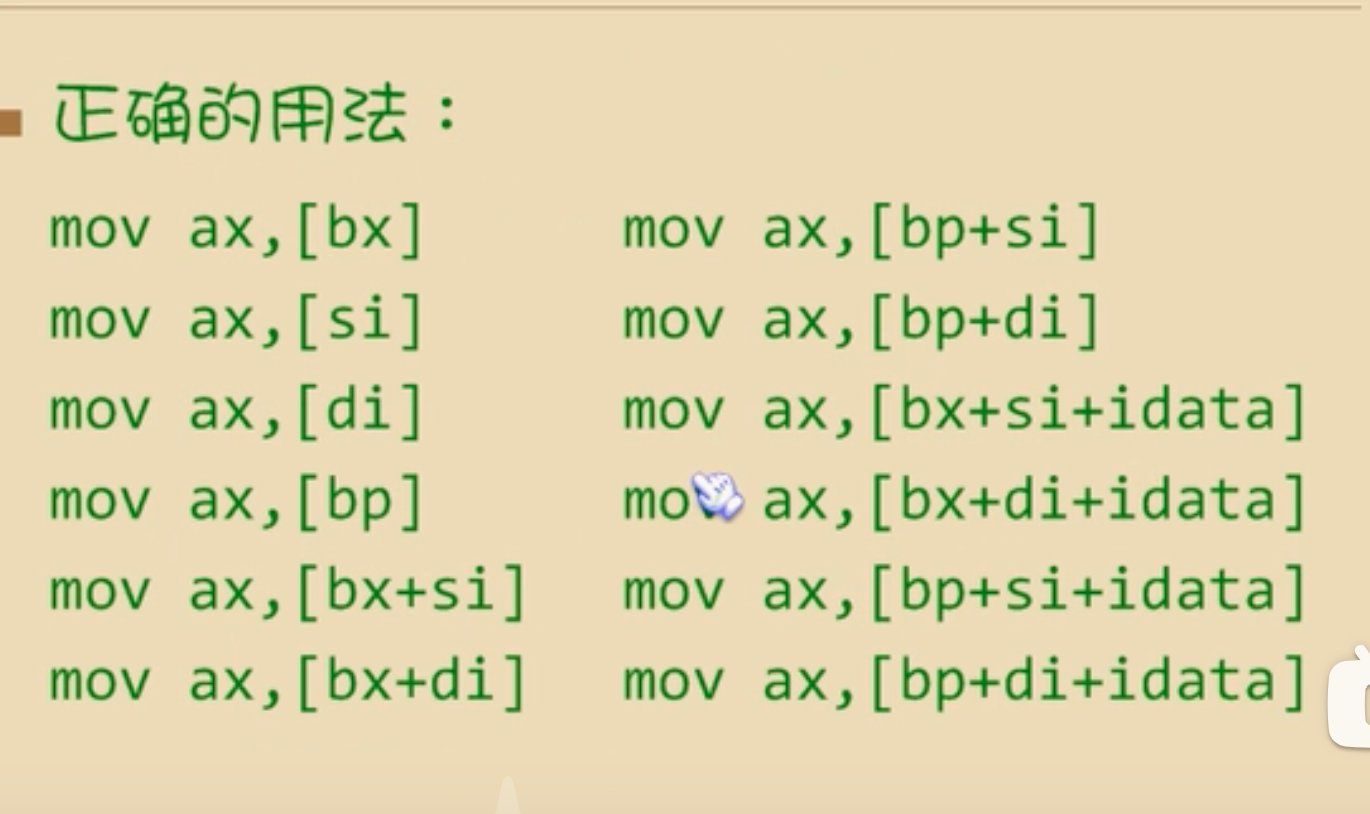 正确的用法：
mov ax,[bx]
mov ax,[si]
mov ax,[di]
mov ax,[bp]
mov ax,[bx+si]
mov ax,[bx+di]
mov ax,[bp+si]
mov ax,[bp+di]
mov ax,[bx+si+idata]
mov ax,[bx+di+idata]
mov ax,[bp+si+idata]
mov ax,[bp+di+idata]